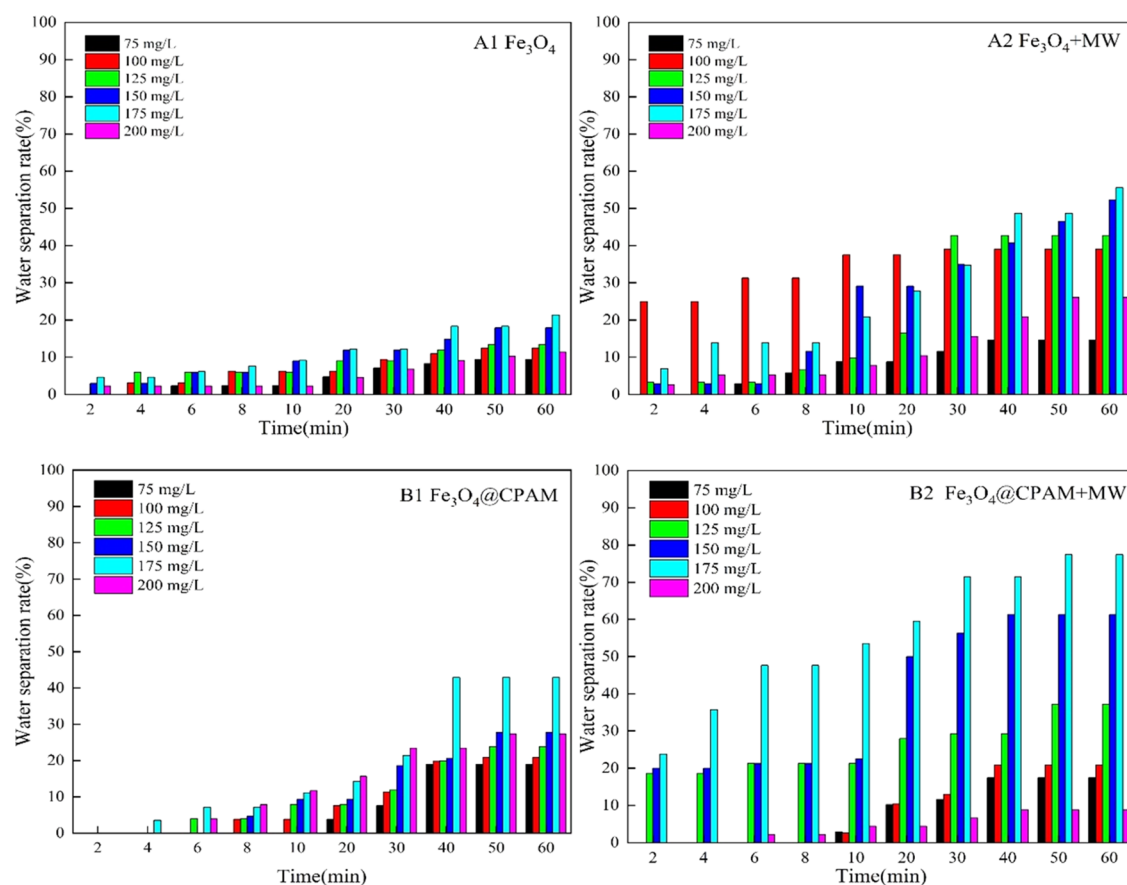 A1 Fe₃O₄
75 mg/L
100 mg/L
125 mg/L
150 mg/L
175 mg/L
200 mg/L
Water separation rate(%)
100
90
80
70
60
50
40
30
20
10
0
2 4 6 8 10 20 30 40 50 60
Time(min)
A2 Fe₃O₄+MW
75 mg/L
100 mg/L
125 mg/L
150 mg/L
175 mg/L
200 mg/L
Water separation rate(%)
100
90
80
70
60
50
40
30
20
10
0
2 4 6 8 10 20 30 40 50 60
Time(min)
B1 Fe₃O₄@CPAM
75 mg/L
100 mg/L
125 mg/L
150 mg/L
175 mg/L
200 mg/L
Water separation rate(%)
100
90
80
70
60
50
40
30
20
10
0
2 4 6 8 10 20 30 40 50 60
Time(min)
B2 Fe₃O₄@CPAM+MW
75 mg/L
100 mg/L
125 mg/L
150 mg/L
175 mg/L
200 mg/L
Water separation rate(%)
100
90
80
70
60
50
40
30
20
10
0
2 4 6 8 10 20 30 40 50 60
Time(min)